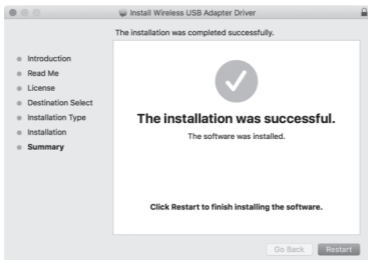 Install Wireless USB Adapter Driver
The installation was completed successfully.
Introduction
Read Me
License
Destination Select
Installation Type
Installation
Summary
The installation was successful.
The software was installed.
Click Restart to finish installing the software.
Go Back
Restart